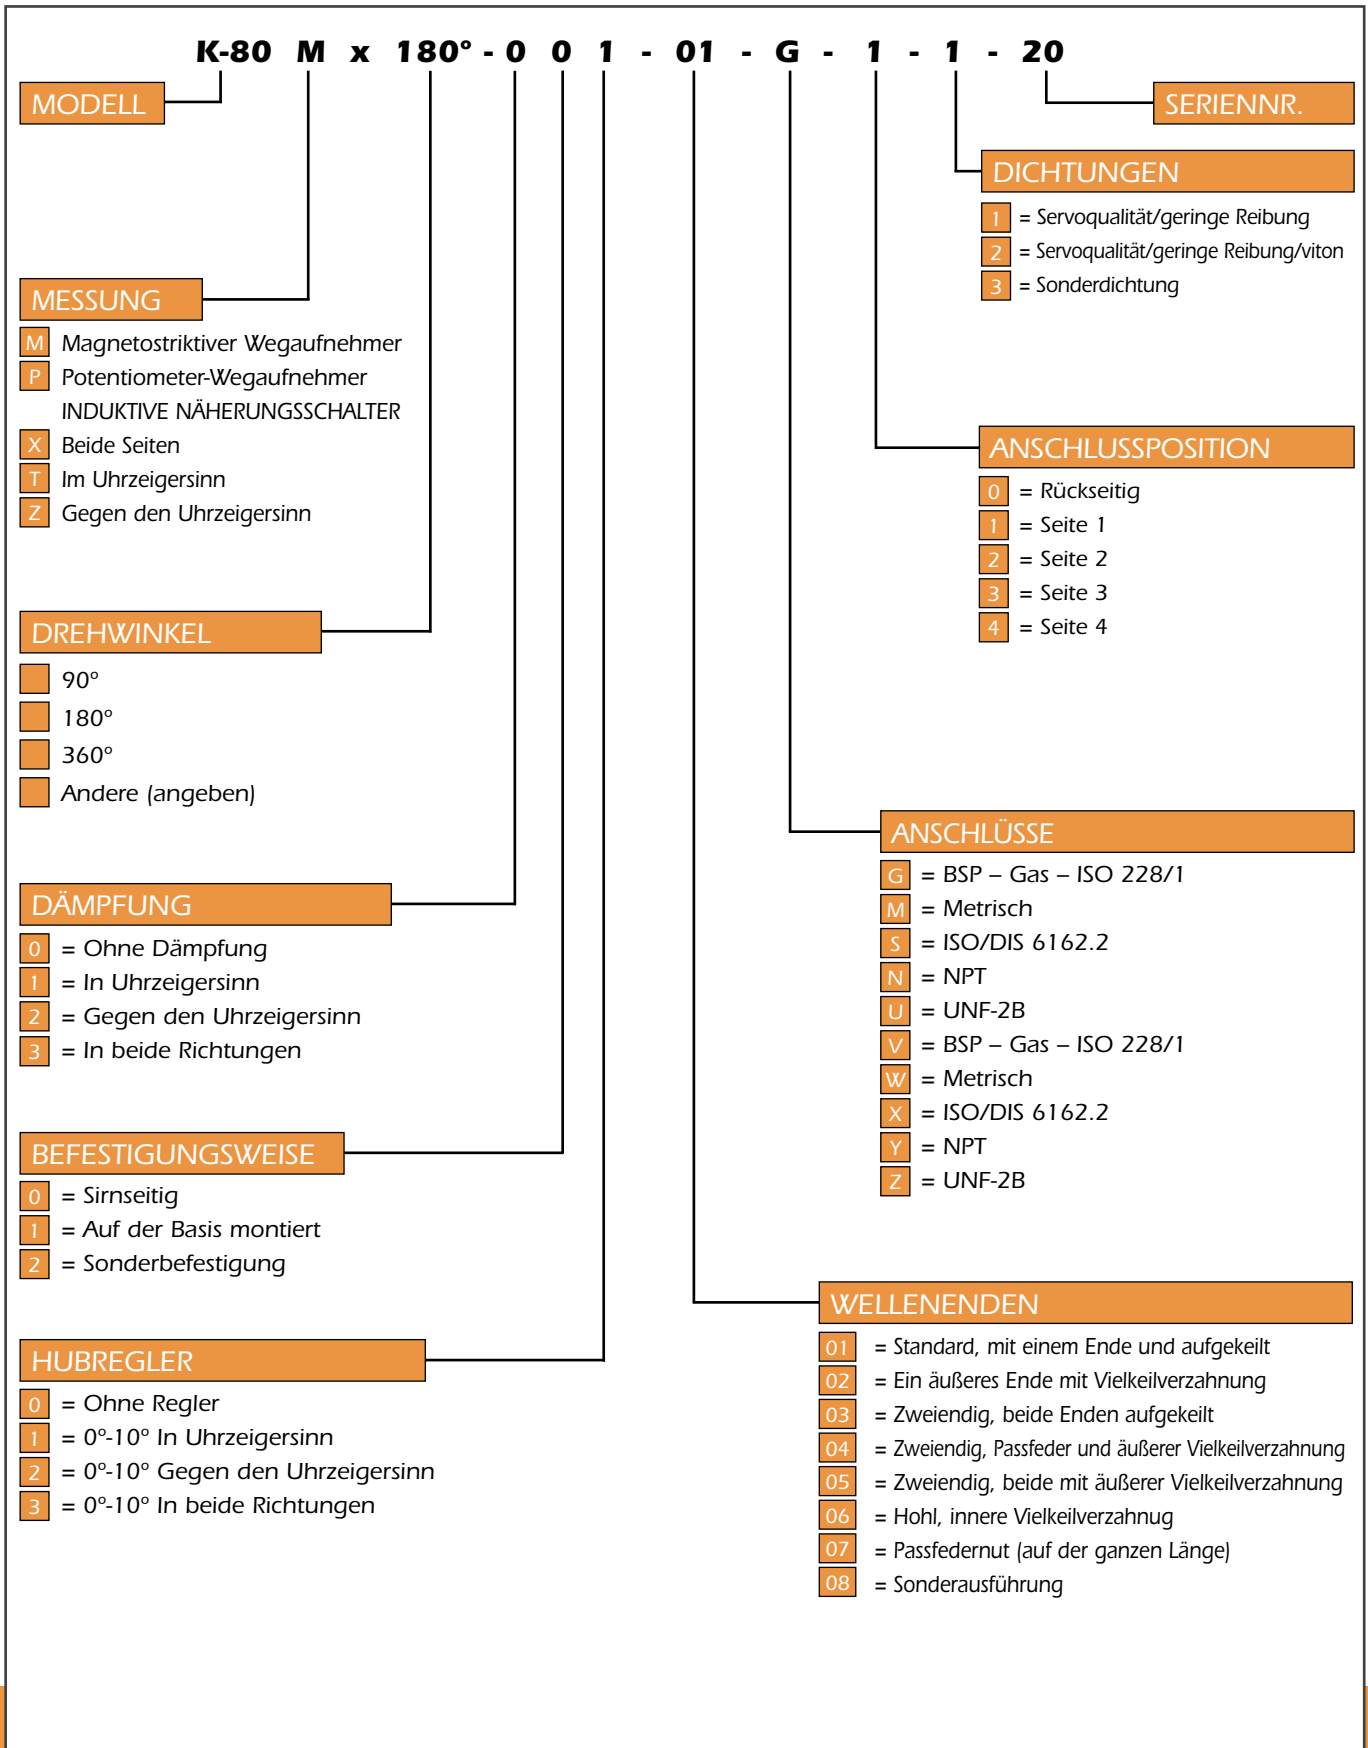 K-80 M x 180° - 0 0 1 - 01 - G - 1 - 1 - 20
MODELL
SERIENNR.
DICHTUNGEN
1 = Servoqualität/geringe Reibung
2 = Servoqualität/geringe Reibung/viton
3 = Sonderdichtung
MESSUNG
M Magnetostriktiver Wegaufnehmer
P Potentiometer-Wegaufnehmer
INDUKTIVE NÄHERUNGSSCHALTER
X Beide Seiten
T Im Uhrzeigersinn
Z Gegen den Uhrzeigersinn
ANSCHLUSSPOSITION
0 = Rückseitig
1 = Seite 1
2 = Seite 2
3 = Seite 3
4 = Seite 4
DREHWINKEL
90°
180°
360°
Andere (angeben)
ANSCHLÜSSE
G = BSP – Gas – ISO 228/1
M = Metrisch
S = ISO/DIS 6162.2
N = NPT
U = UNF-2B
V = BSP – Gas – ISO 228/1
W = Metrisch
X = ISO/DIS 6162.2
Y = NPT
Z = UNF-2B
DÄMPFUNG
0 = Ohne Dämpfung
1 = In Uhrzeigersinn
2 = Gegen den Uhrzeigersinn
3 = In beide Richtungen
BEFESTIGUNGSWEISE
0 = Sirnseitig
1 = Auf der Basis montiert
2 = Sonderbefestigung
WELLENENDEN
01 = Standard, mit einem Ende und aufgekeilt
02 = Ein äußeres Ende mit Vielkeilverzahnung
03 = Zweiendig, beide Enden aufgekeilt
04 = Zweiendig, Passfeder und äußerer Vielkeilverzahnung
05 = Zweiendig, beide mit äußerer Vielkeilverzahnung
06 = Hohl, innere Vielkeilverzahnug
07 = Passfedernut (auf der ganzen Länge)
08 = Sonderausführung
HUBREGLER
0 = Ohne Regler
1 = 0°-10° In Uhrzeigersinn
2 = 0°-10° Gegen den Uhrzeigersinn
3 = 0°-10° In beide Richtungen